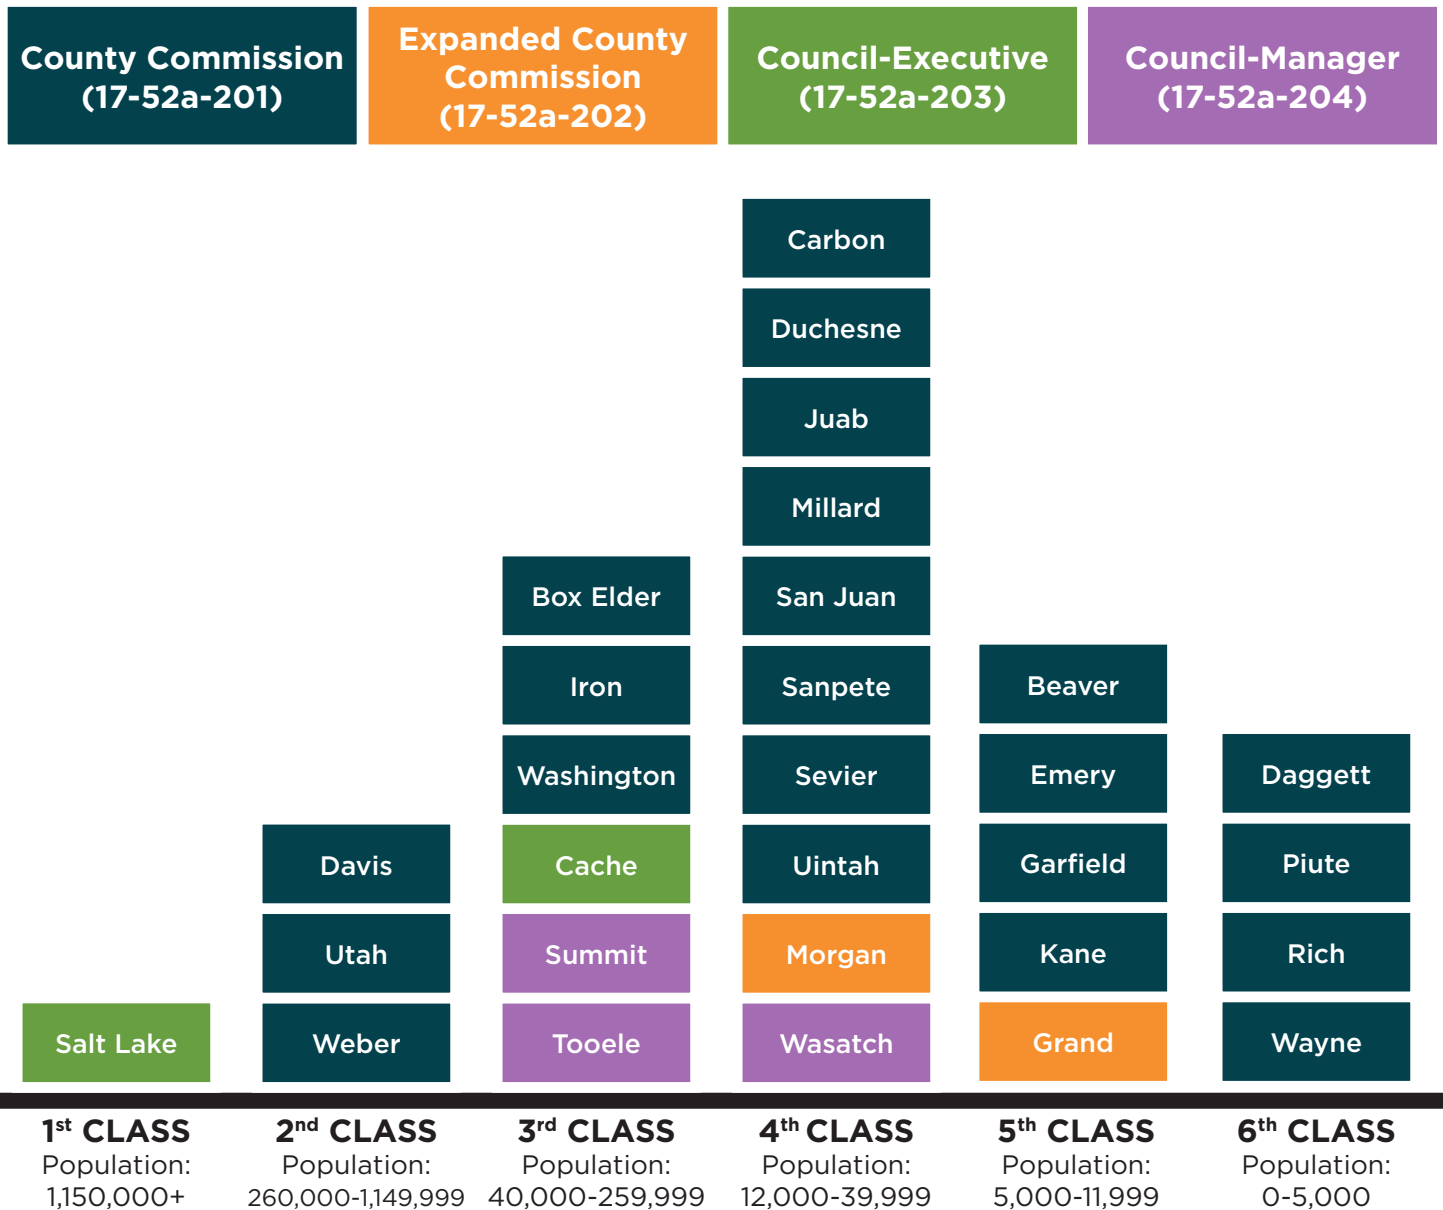 County Commission
(17-52a-201)
Expanded County
Commission
(17-52a-202)
Council-Executive
(17-52a-203)
Council-Manager
(17-52a-204)
Salt Lake
1st CLASS
Population:
1,150,000+
Davis
Utah
Weber
2nd CLASS
Population:
260,000-1,149,999
Box Elder
Iron
Washington
Cache
Summit
Tooele
3rd CLASS
Population:
40,000-259,999
Carbon
Duchesne
Juab
Millard
San Juan
Sanpete
Sevier
Uintah
Morgan
Wasatch
4th CLASS
Population:
12,000-39,999
Beaver
Emery
Garfield
Kane
Grand
5th CLASS
Population:
5,000-11,999
Daggett
Piute
Rich
Wayne
6th CLASS
Population:
0-5,000